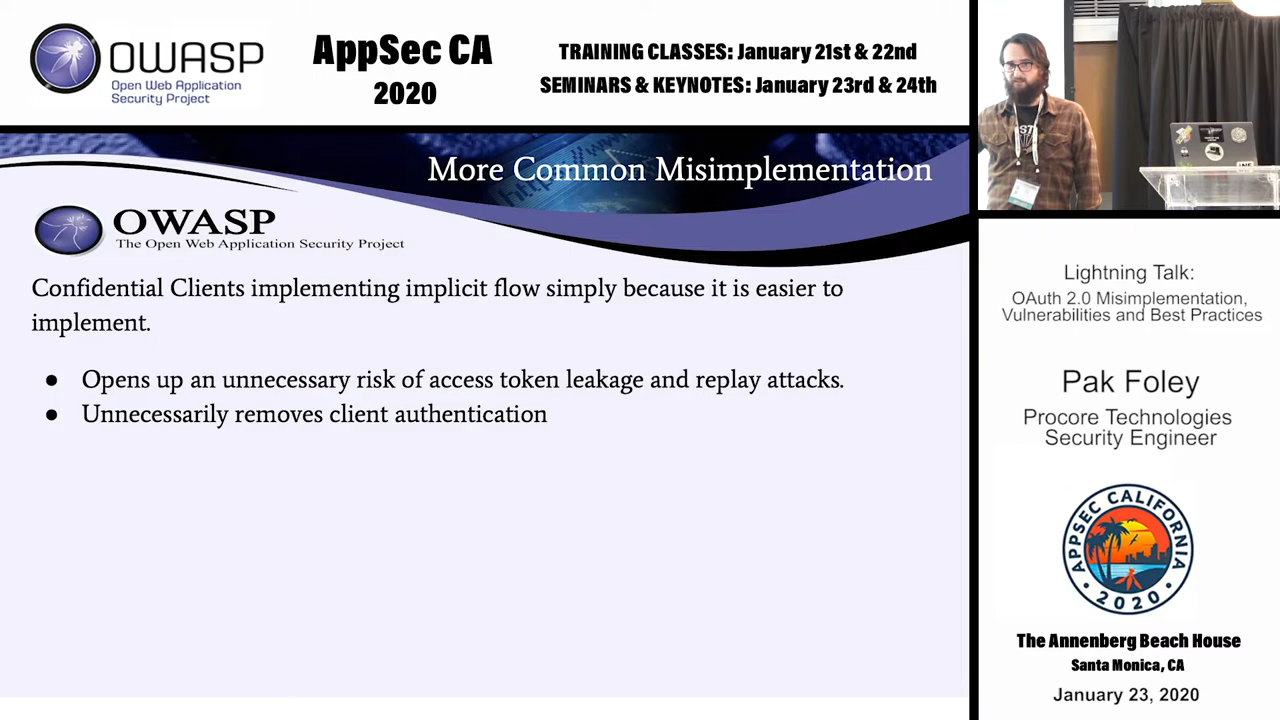 OWASP
Open Web Application
Security Project
AppSec CA
2020
TRAINING CLASSES: January 21st & 22nd
SEMINARS & KEYNOTES: January 23rd & 24th
More Common Misimplementation
OWASP
The Open Web Application Security Project
Confidential Clients implementing implicit flow simply because it is easier to
implement.
● Opens up an unnecessary risk of access token leakage and replay attacks.
● Unnecessarily removes client authentication
Lightning Talk:
OAuth 2.0 Misimplementation,
Vulnerabilities and Best Practices
Pak Foley
Procore Technologies
Security Engineer
APPSEC CALIFORNIA
• 2020 •
The Annenberg Beach House
Santa Monica, CA
January 23, 2020